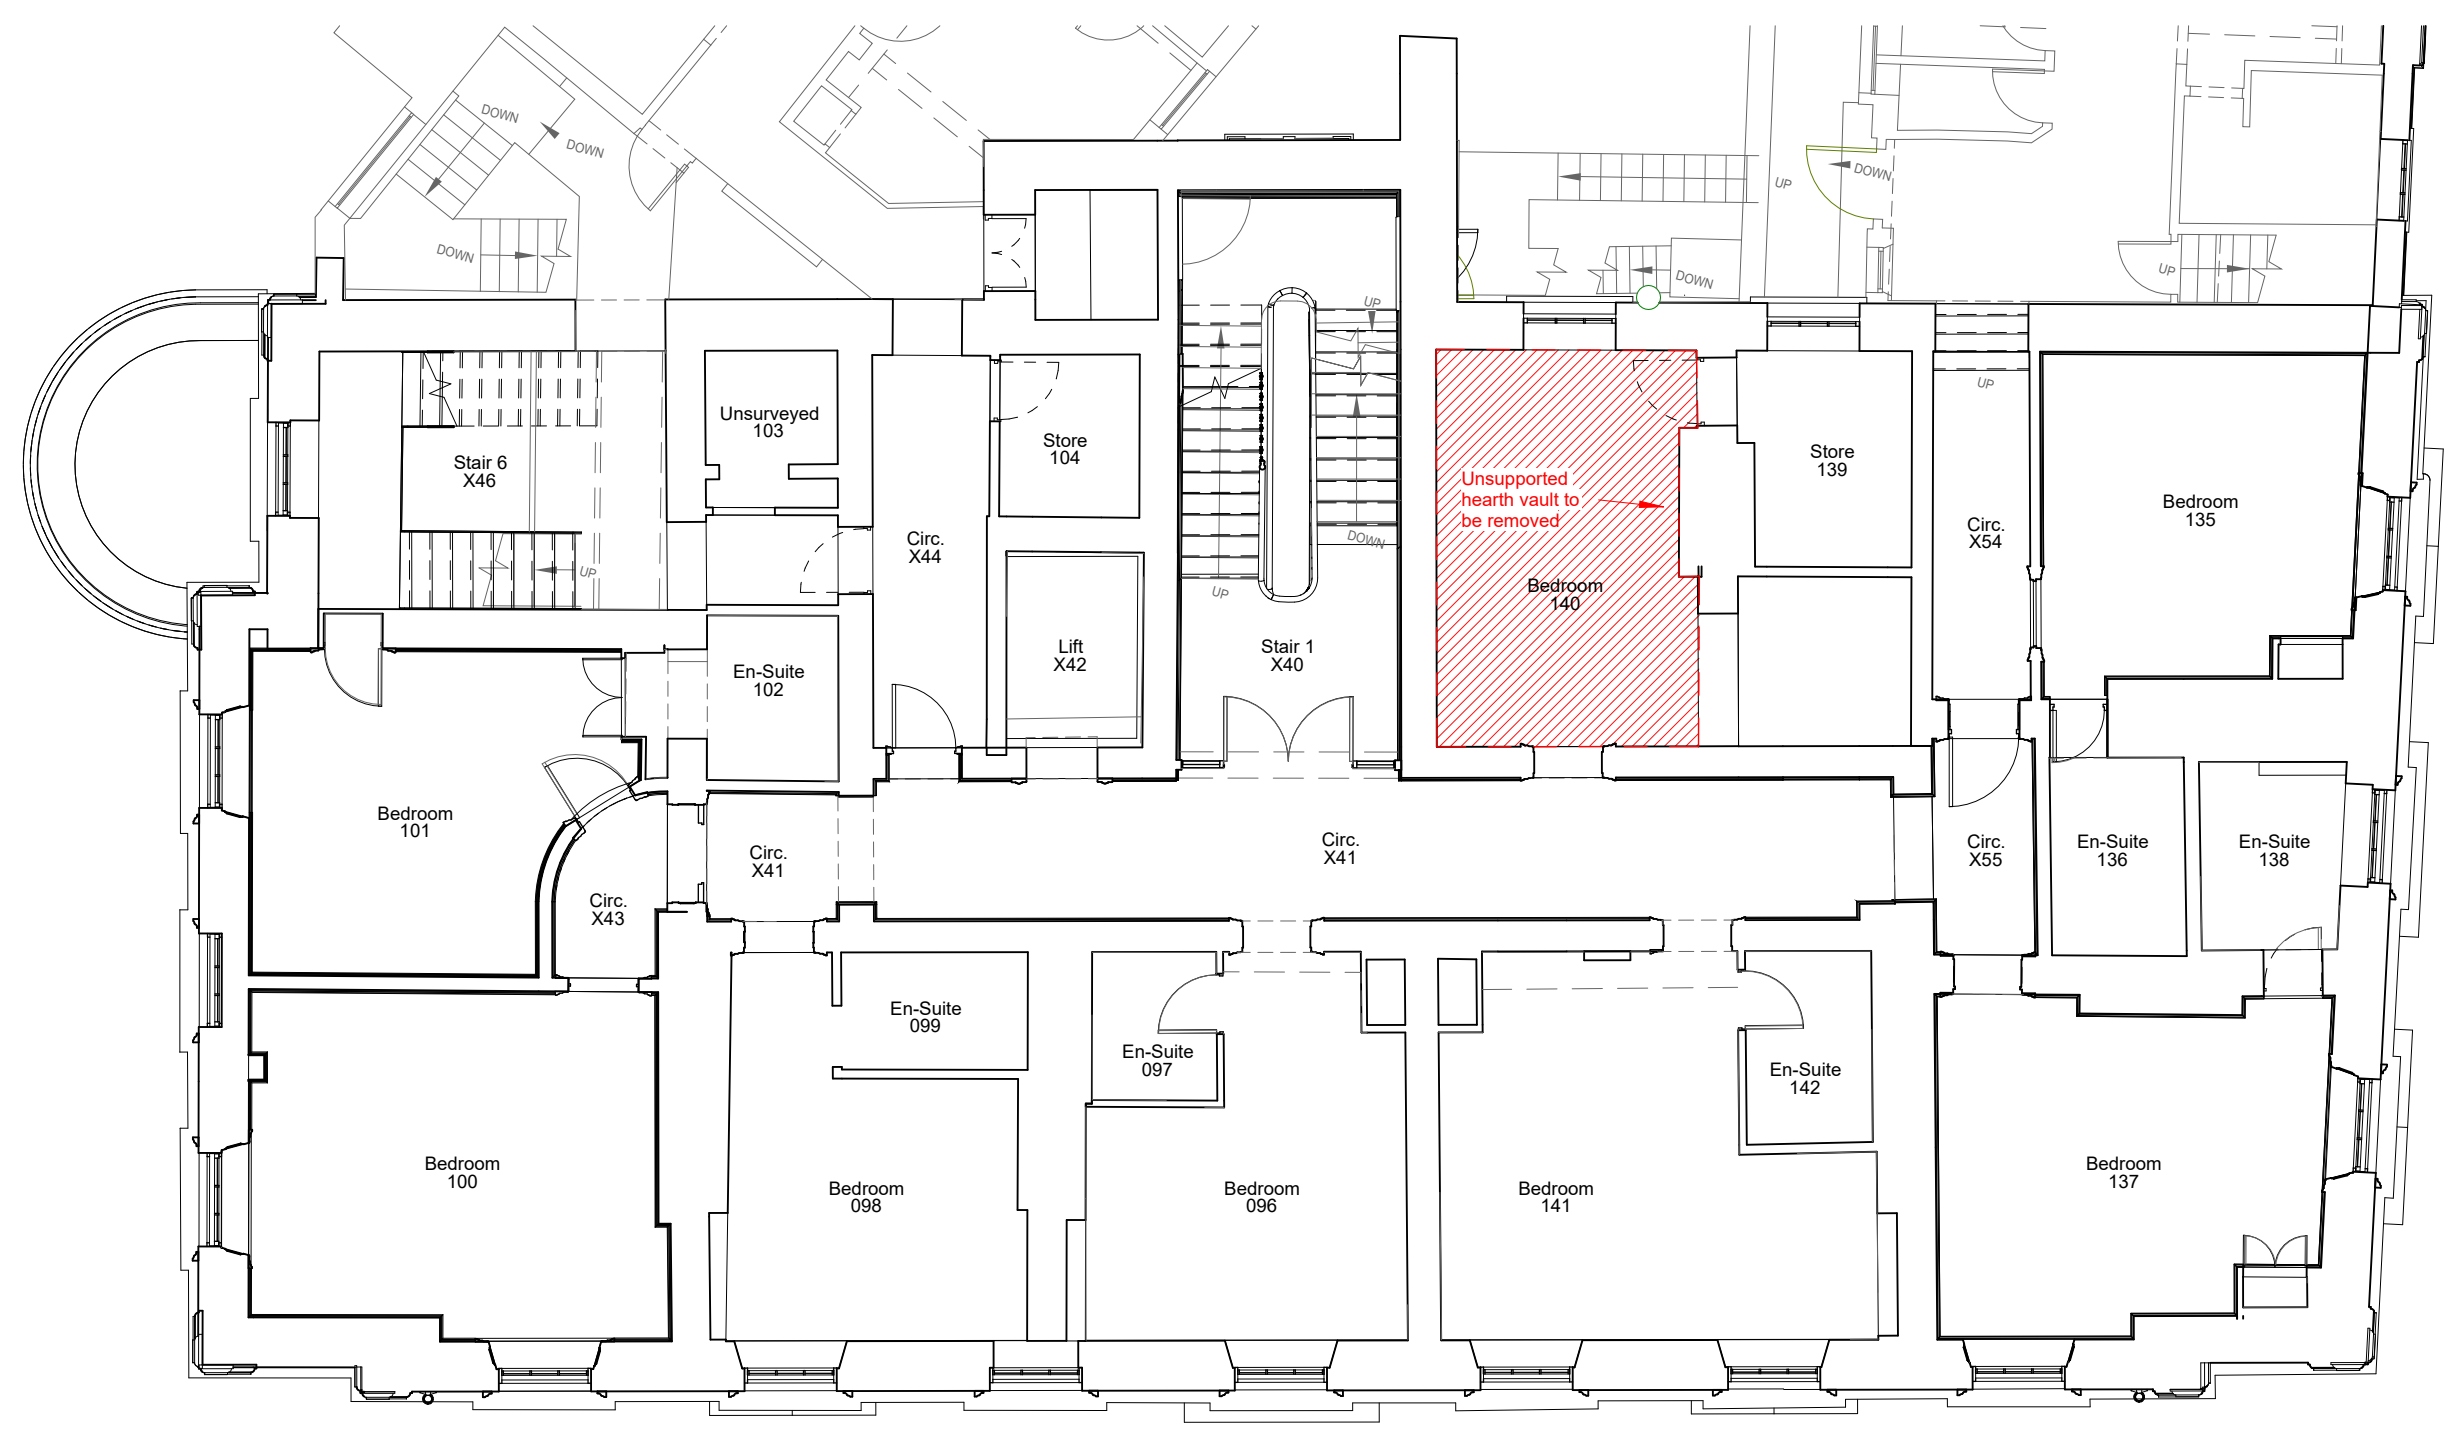 DOWN
DOWN
DOWN
DOWN
UP
DOWN
UP
DOWN
UP
UP
Unsurveyed
103
Stair 6
X46
Store
104
Store
139
Unsupported
hearth vault to
be removed
Bedroom
135
Circ.
X44
Circ.
X54
DOWN
UP
UP
Bedroom
140
Stair 1
X40
Lift
X42
En-Suite
102
Bedroom
101
Circ.
X41
Circ.
X41
Circ.
X55
En-Suite
136
En-Suite
138
Circ.
X43
En-Suite
099
En-Suite
097
En-Suite
142
Bedroom
100
Bedroom
098
Bedroom
096
Bedroom
141
Bedroom
137